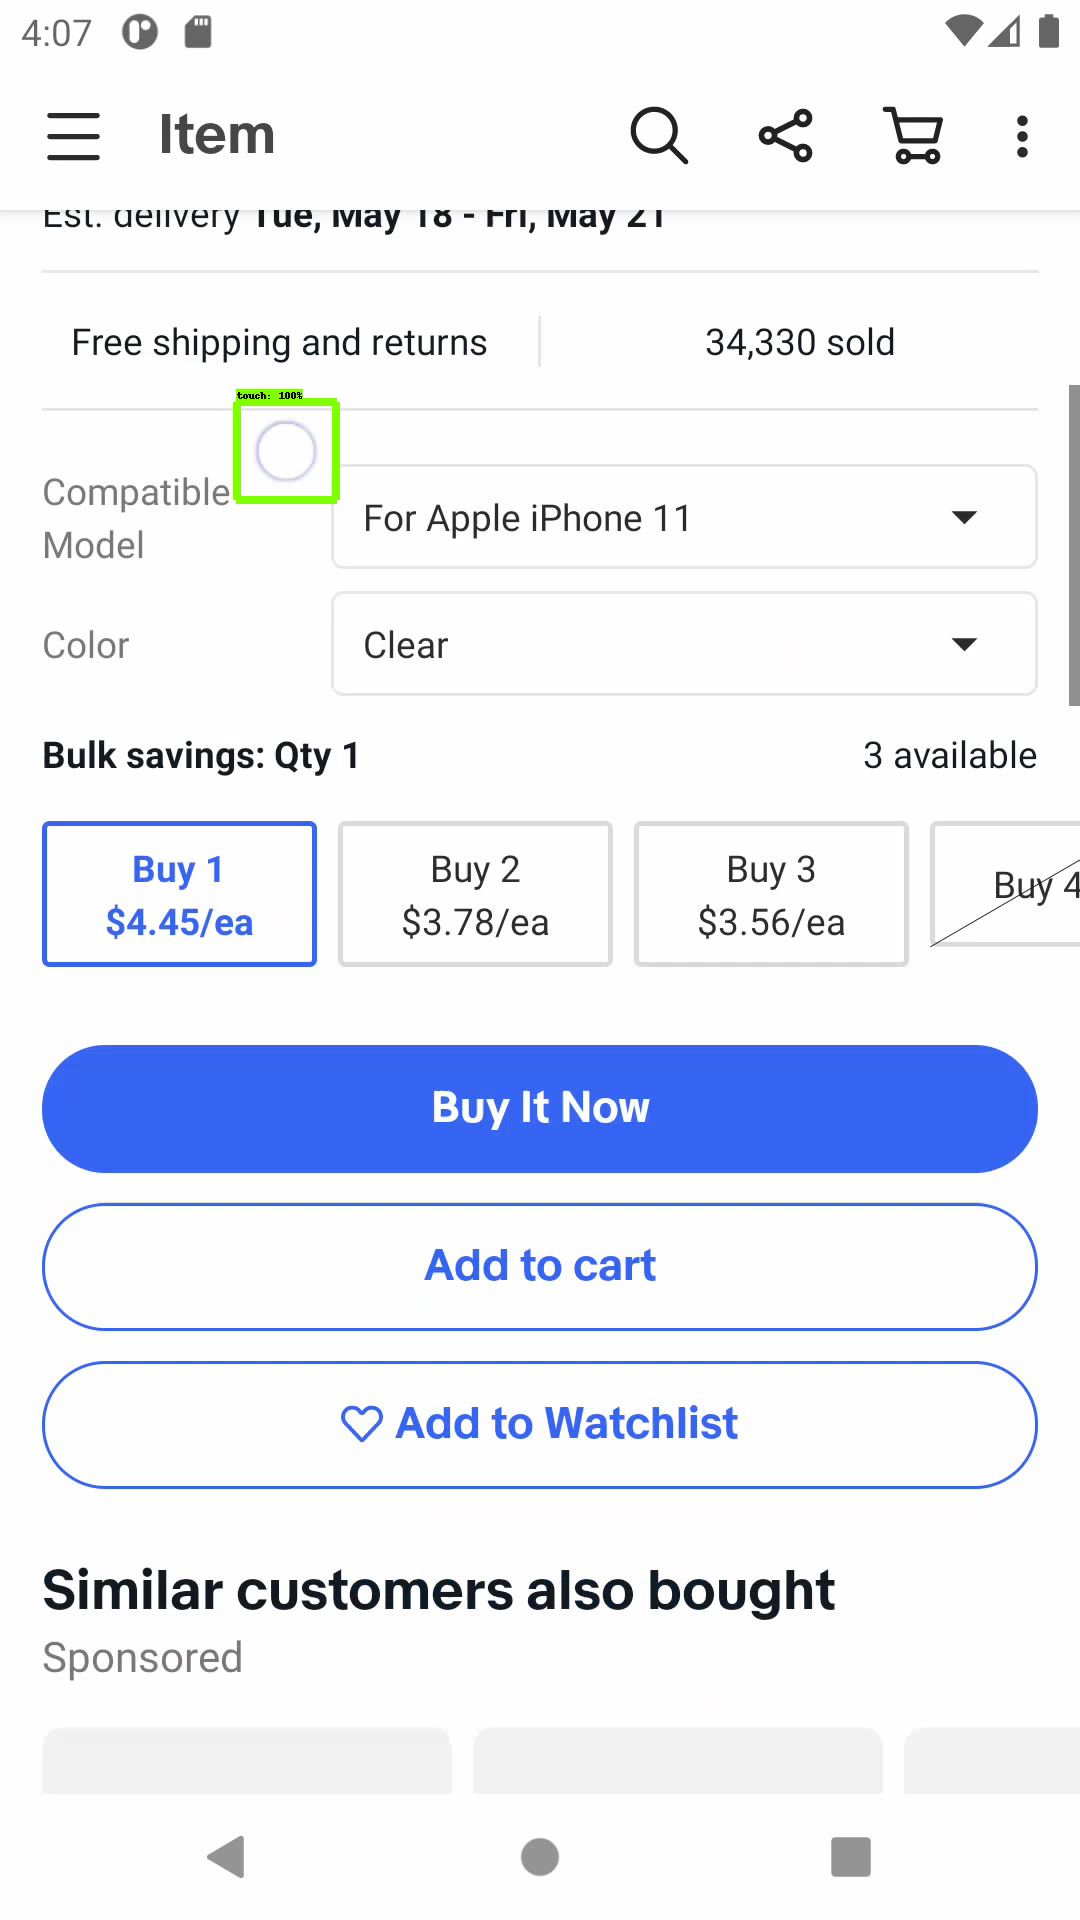 4:07
Item
Est. delivery Tue, May 18 - Fri, May 21
Free shipping and returns
34,330 sold
touch: 100%
Compatible
Model
For Apple iPhone 11
Color
Clear
Bulk savings: Qty 1
3 available
Buy 1
$4.45/ea
Buy 2
$3.78/ea
Buy 3
$3.56/ea
Buy 4
Buy It Now
Add to cart
Add to Watchlist
Similar customers also bought
Sponsored